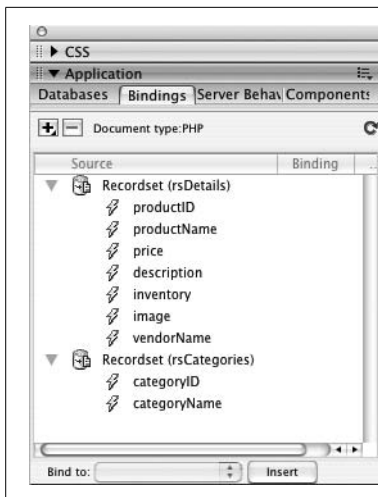 CSS
Application
Databases Bindings Server Behav Components
Document type:PHP
Source Binding ...
Recordset (rsDetails)
productID
productName
price
description
inventory
image
vendorName
Recordset (rsCategories)
categoryID
categoryName
Bind to: Insert